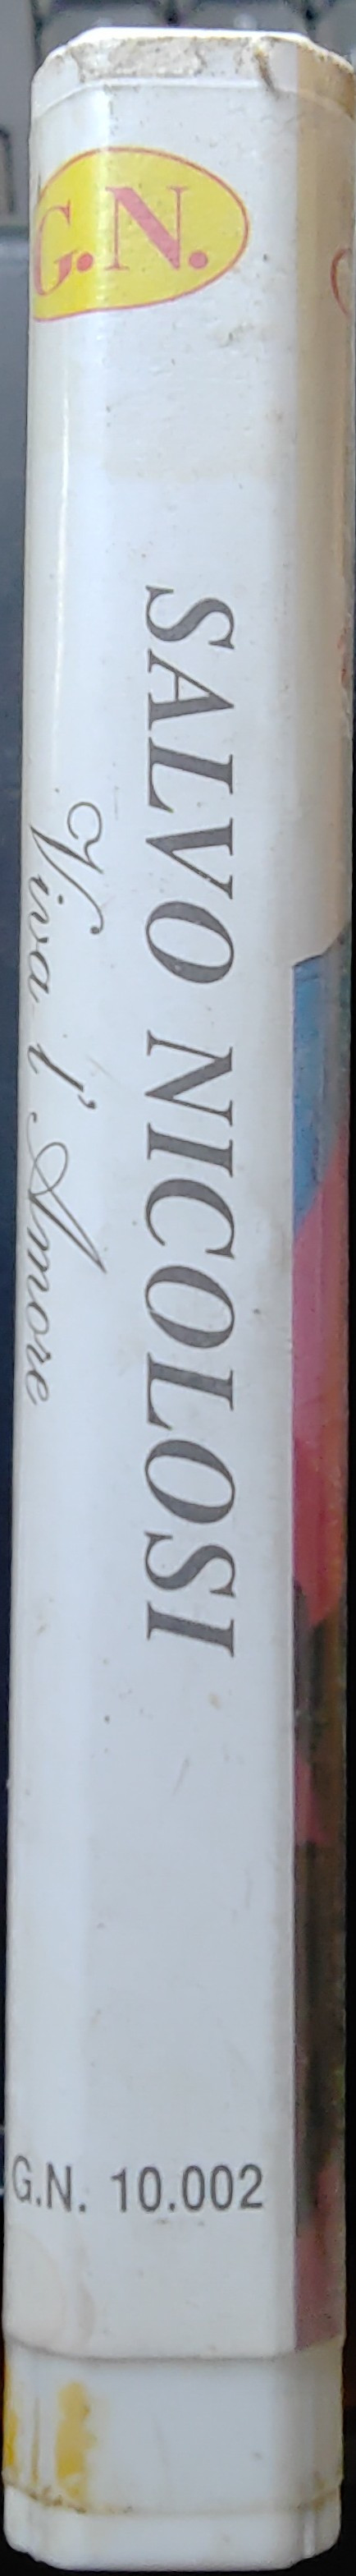 G.N.
SALVO NICOLOSI
Viva l'Amore
G.N. 10.002